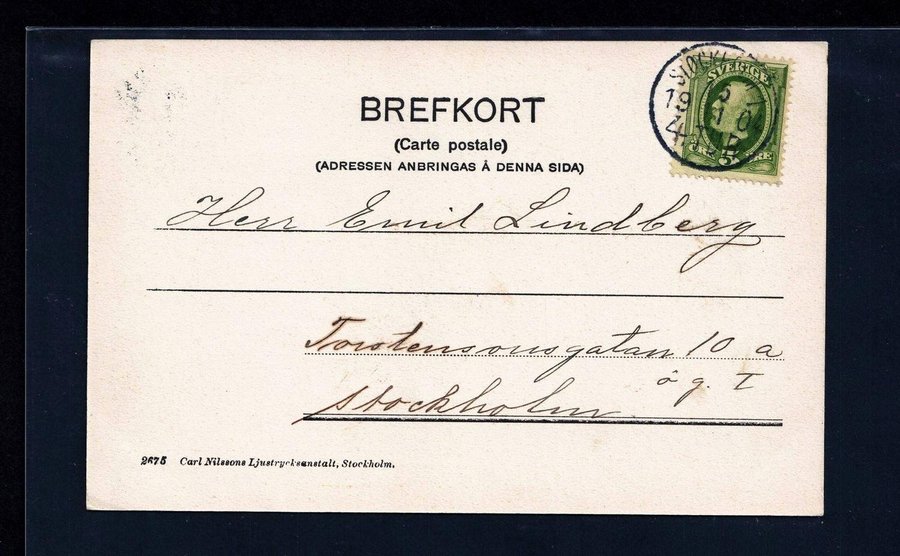 BREFKORT
(Carte postale)
(ADRESSEN ANBRINGAS Å DENNA SIDA)
SVERIGE
Herr Emil Lindberg
Torstensonsgatan 10 a
ö g. I
Stockholm
2675 Carl Nilssons Ljustrycksanstalt, Stockholm.